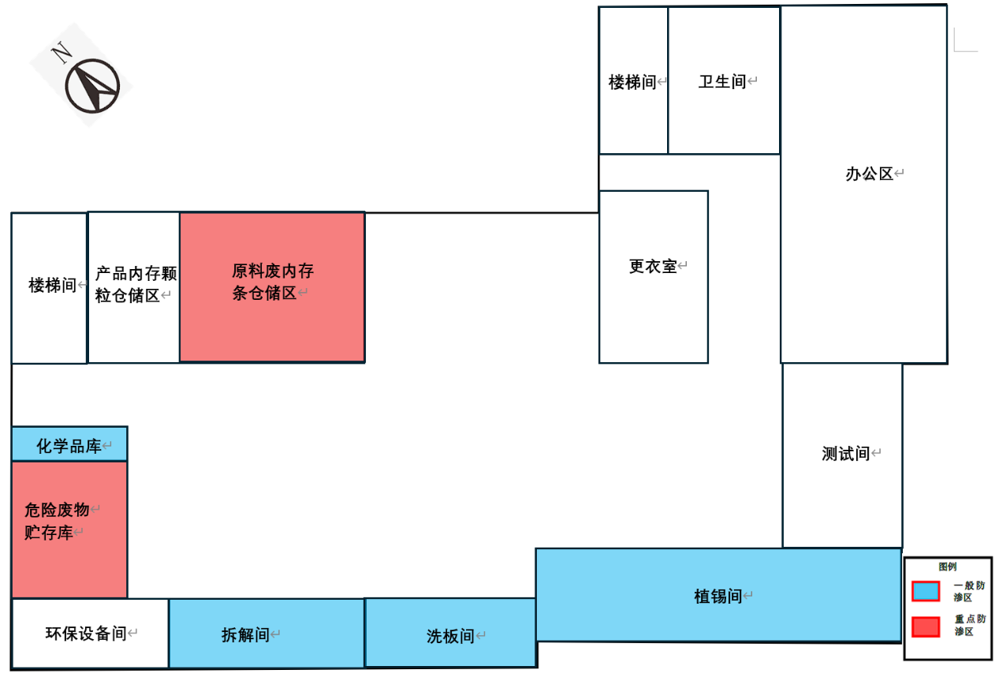 N
楼梯间
卫生间
办公区
更衣室
楼梯间
产品内存颗
粒仓储区
原料废内存
条仓储区
化学品库
危险废物
贮存库
测试间
环保设备间
拆解间
洗板间
植锡间
图例
一般防
渗区
重点防
渗区